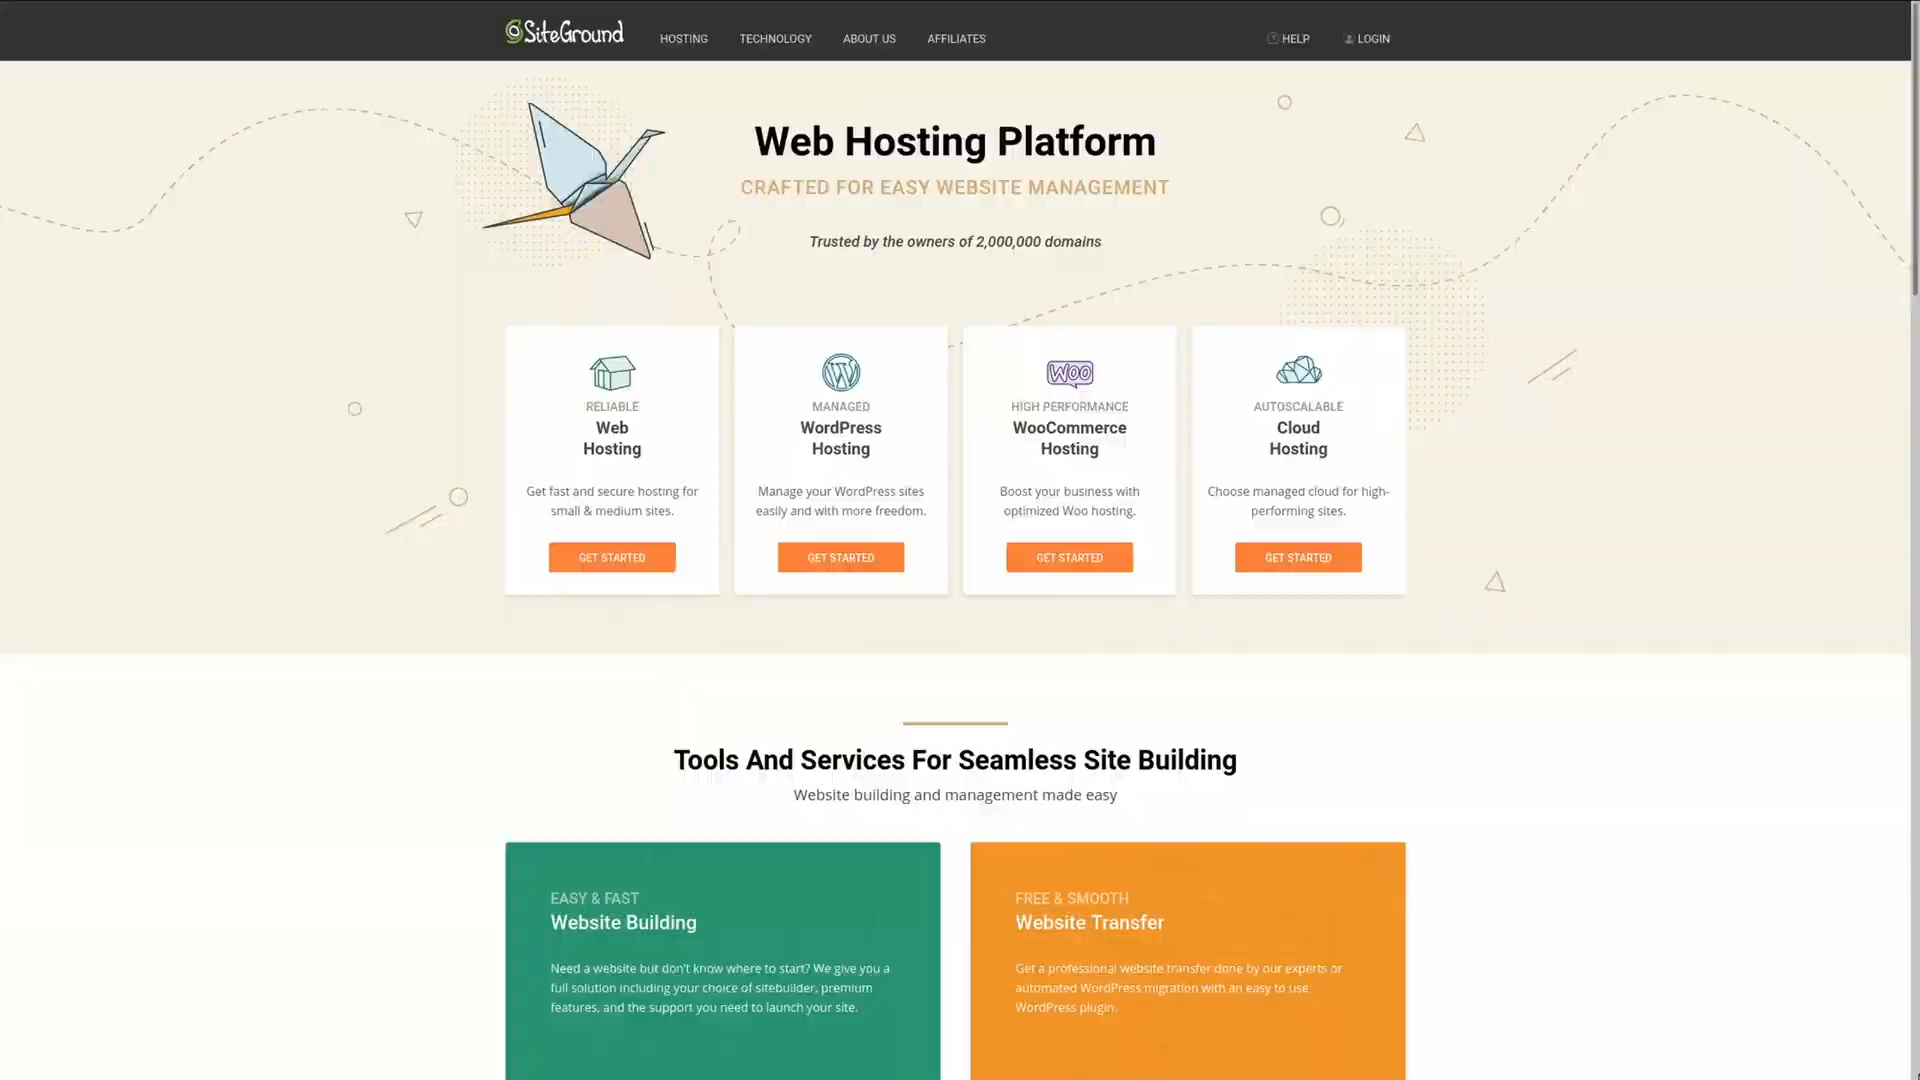 SiteGround
HOSTING
TECHNOLOGY
ABOUT US
AFFILIATES
HELP
LOGIN
Web Hosting Platform
CRAFTED FOR EASY WEBSITE MANAGEMENT
Trusted by the owners of 2,000,000 domains
RELIABLE
Web
Hosting
Get fast and secure hosting for
small & medium sites.
GET STARTED
MANAGED
WordPress
Hosting
Manage your WordPress sites
easily and with more freedom.
GET STARTED
WOO
HIGH PERFORMANCE
WooCommerce
Hosting
Boost your business with
optimized Woo hosting.
GET STARTED
AUTOSCALABLE
Cloud
Hosting
Choose managed cloud for high-
performing sites.
GET STARTED
Tools And Services For Seamless Site Building
Website building and management made easy
EASY & FAST
Website Building
Need a website but don't know where to start? We give you a
full solution including your choice of sitebuilder, premium
features, and the support you need to launch your site.
FREE & SMOOTH
Website Transfer
Get a professional website transfer done by our experts or
automated WordPress migration with an easy to use
WordPress plugin.